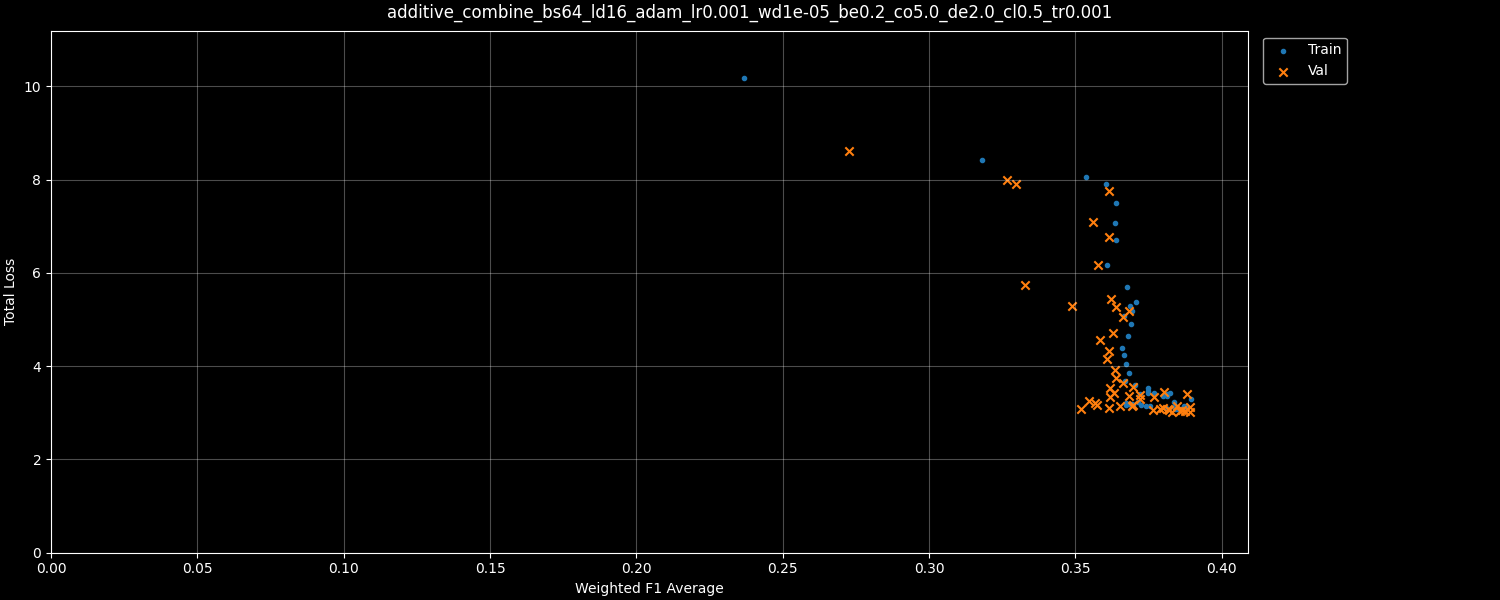 additive_combine_bs64_ld16_adam_lr0.001_wd1e-05_be0.2_co5.0_de2.0_cl0.5_tr0.001
Train
Val
10
8
6
4
2
0
Total Loss
0.00 0.05 0.10 0.15 0.20 0.25 0.30 0.35 0.40
Weighted F1 Average